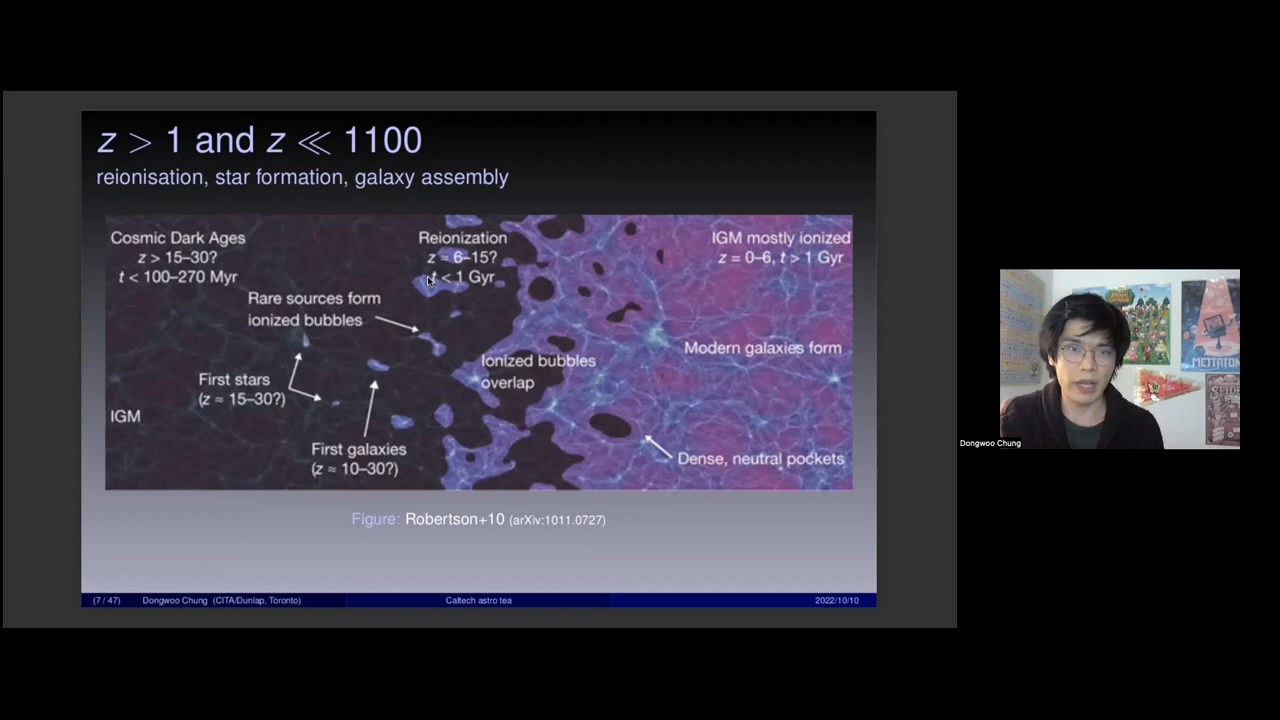 z > 1 and z ≪ 1100
reionisation, star formation, galaxy assembly
Cosmic Dark Ages
z > 15–30?
t < 100–270 Myr
Reionization
z ≈ 6–15?
t < 1 Gyr
IGM mostly ionized
z = 0–6, t > 1 Gyr
Rare sources form
ionized bubbles
Ionized bubbles
overlap
Modern galaxies form
First stars
(z ≈ 15–30?)
IGM
First galaxies
(z ≈ 10–30?)
Dense, neutral pockets
Figure: Robertson+10 (arXiv:1011.0727)
(7 / 47)
Dongwoo Chung (CITA/Dunlap, Toronto)
Caltech astro tea
2022/10/10
METTATON
Dongwoo Chung